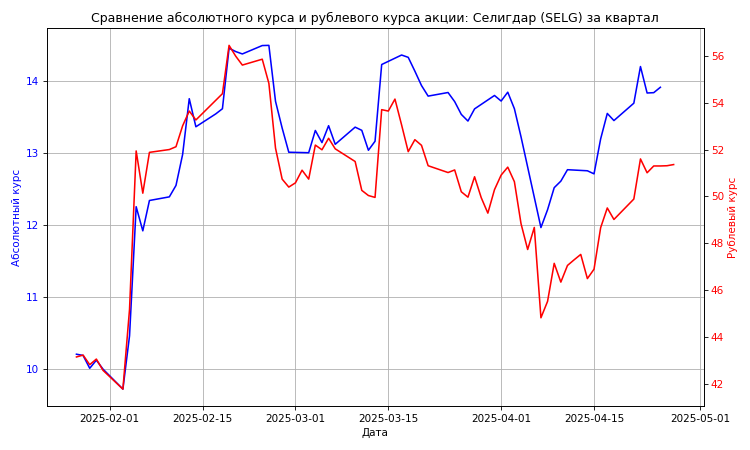 Сравнение абсолютного курса и рублевого курса акции: Селигдар (SELG) за квартал
14
13
12
11
10
Абсолютный курс
56
54
52
50
48
46
44
42
Рублевый курс
2025-02-01 2025-02-15 2025-03-01 2025-03-15 2025-04-01 2025-04-15 2025-05-01
Дата